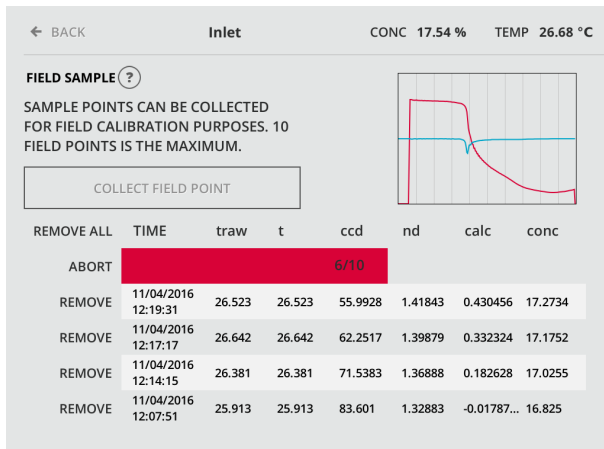 ← BACK Inlet CONC 17.54 % TEMP 26.68 °C
FIELD SAMPLE ?
SAMPLE POINTS CAN BE COLLECTED
FOR FIELD CALIBRATION PURPOSES. 10
FIELD POINTS IS THE MAXIMUM.
COLLECT FIELD POINT
REMOVE ALL TIME traw t ccd nd calc conc
ABORT 6/10
REMOVE 11/04/2016 12:19:31 26.523 26.523 55.9928 1.41843 0.430456 17.2734
REMOVE 11/04/2016 12:17:17 26.642 26.642 62.2517 1.39879 0.332324 17.1752
REMOVE 11/04/2016 12:14:15 26.381 26.381 71.5383 1.36888 0.182628 17.0255
REMOVE 11/04/2016 12:07:51 25.913 25.913 83.601 1.32883 -0.01787... 16.825